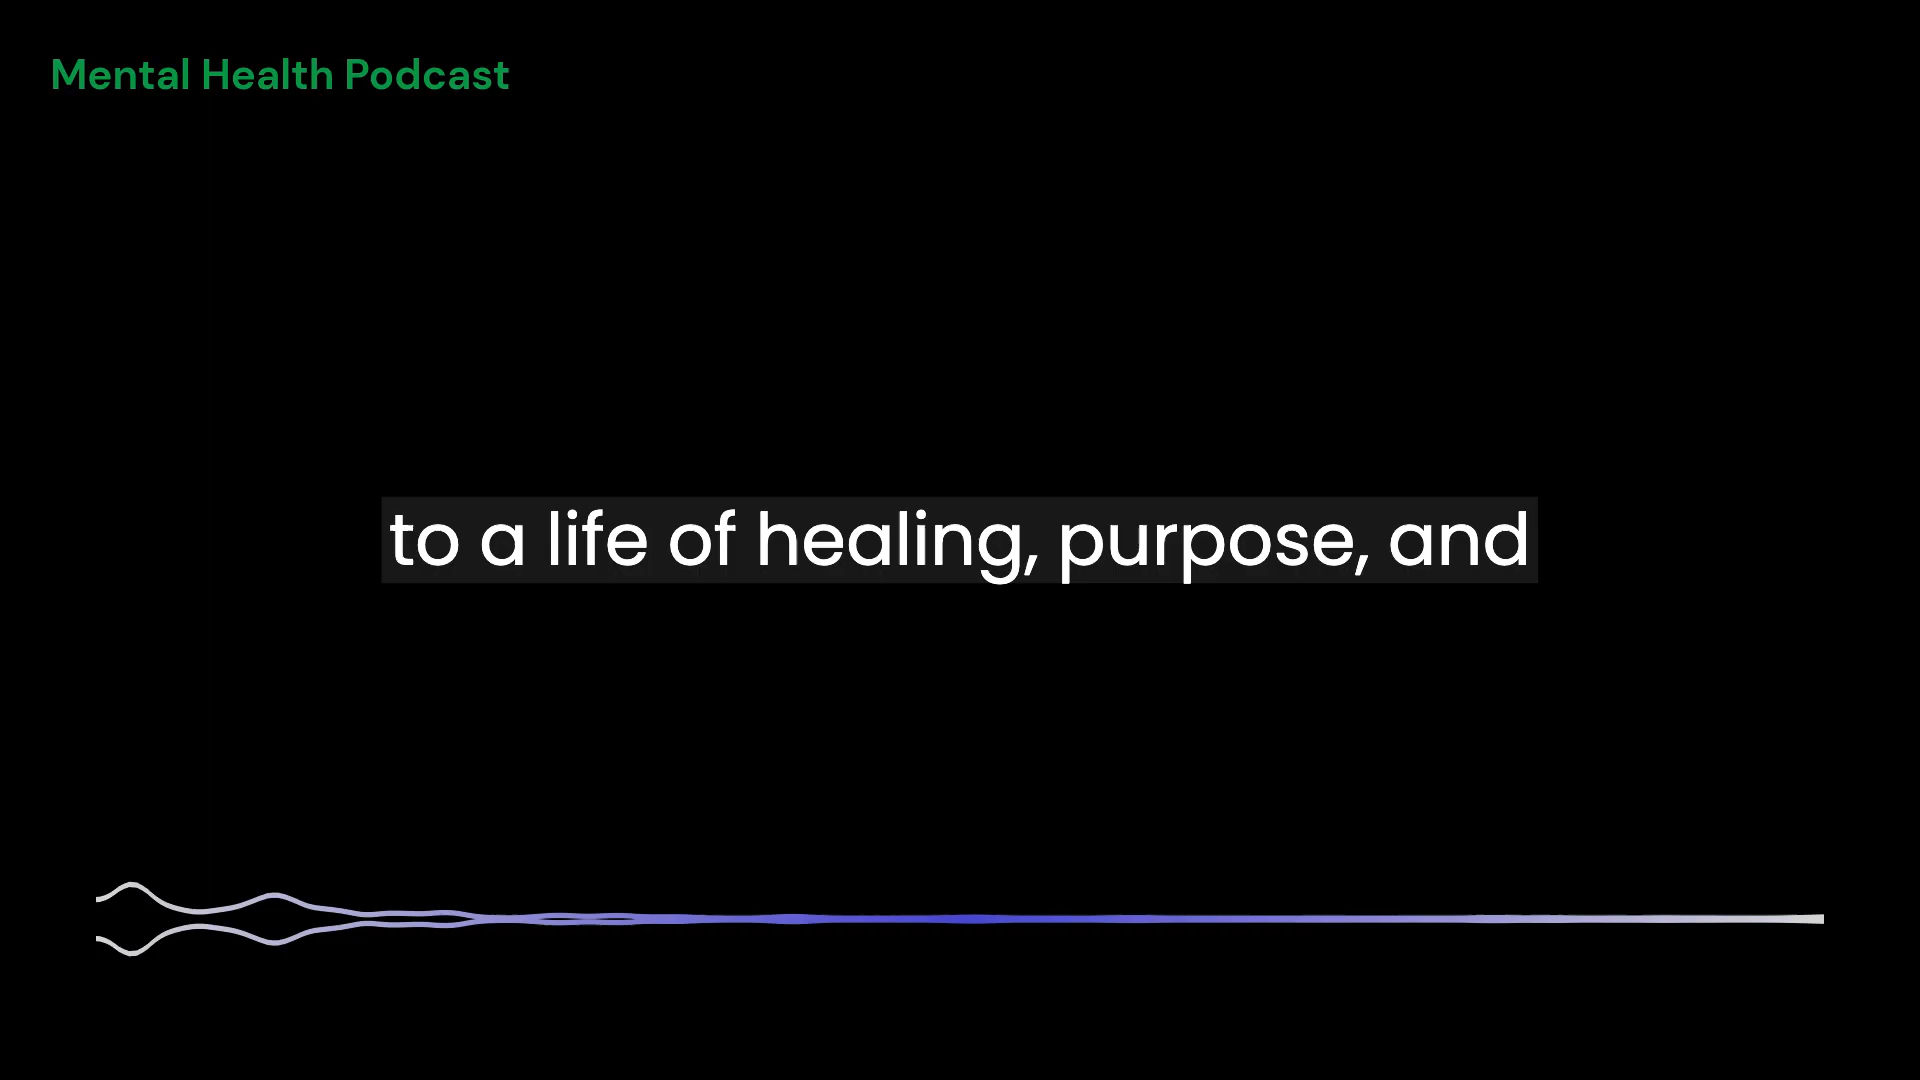 Mental Health Podcast
to a life of healing, purpose, and